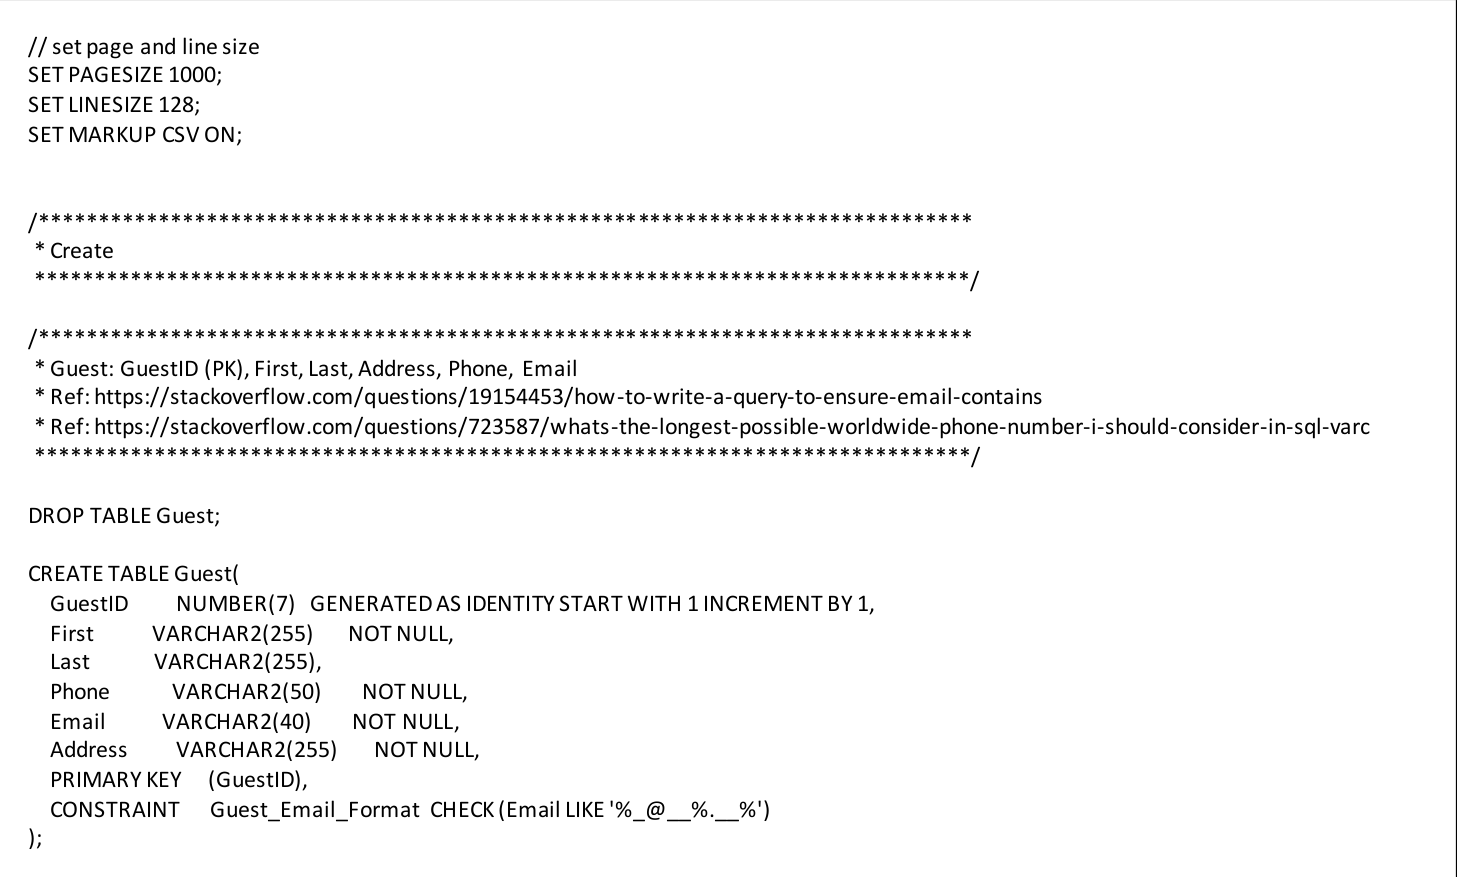 // set page and line size
SET PAGESIZE 1000;
SET LINESIZE 128;
SET MARKUP CSV ON;
/******************************************************************************
* Create
******************************************************************************/
/******************************************************************************
* Guest: GuestID (PK), First, Last, Address, Phone, Email
* Ref: https://stackoverflow.com/questions/19154453/how-to-write-a-query-to-ensure-email-contains
* Ref: https://stackoverflow.com/questions/723587/whats-the-longest-possible-worldwide-phone-number-i-should-consider-in-sql-varc
******************************************************************************/
DROP TABLE Guest;
CREATE TABLE Guest(
GuestID NUMBER(7) GENERATED AS IDENTITY START WITH 1 INCREMENT BY 1,
First VARCHAR2(255) NOT NULL,
Last VARCHAR2(255),
Phone VARCHAR2(50) NOT NULL,
Email VARCHAR2(40) NOT NULL,
Address VARCHAR2(255) NOT NULL,
PRIMARY KEY (GuestID),
CONSTRAINT Guest_Email_Format CHECK (Email LIKE '%_@__%.__%')
);